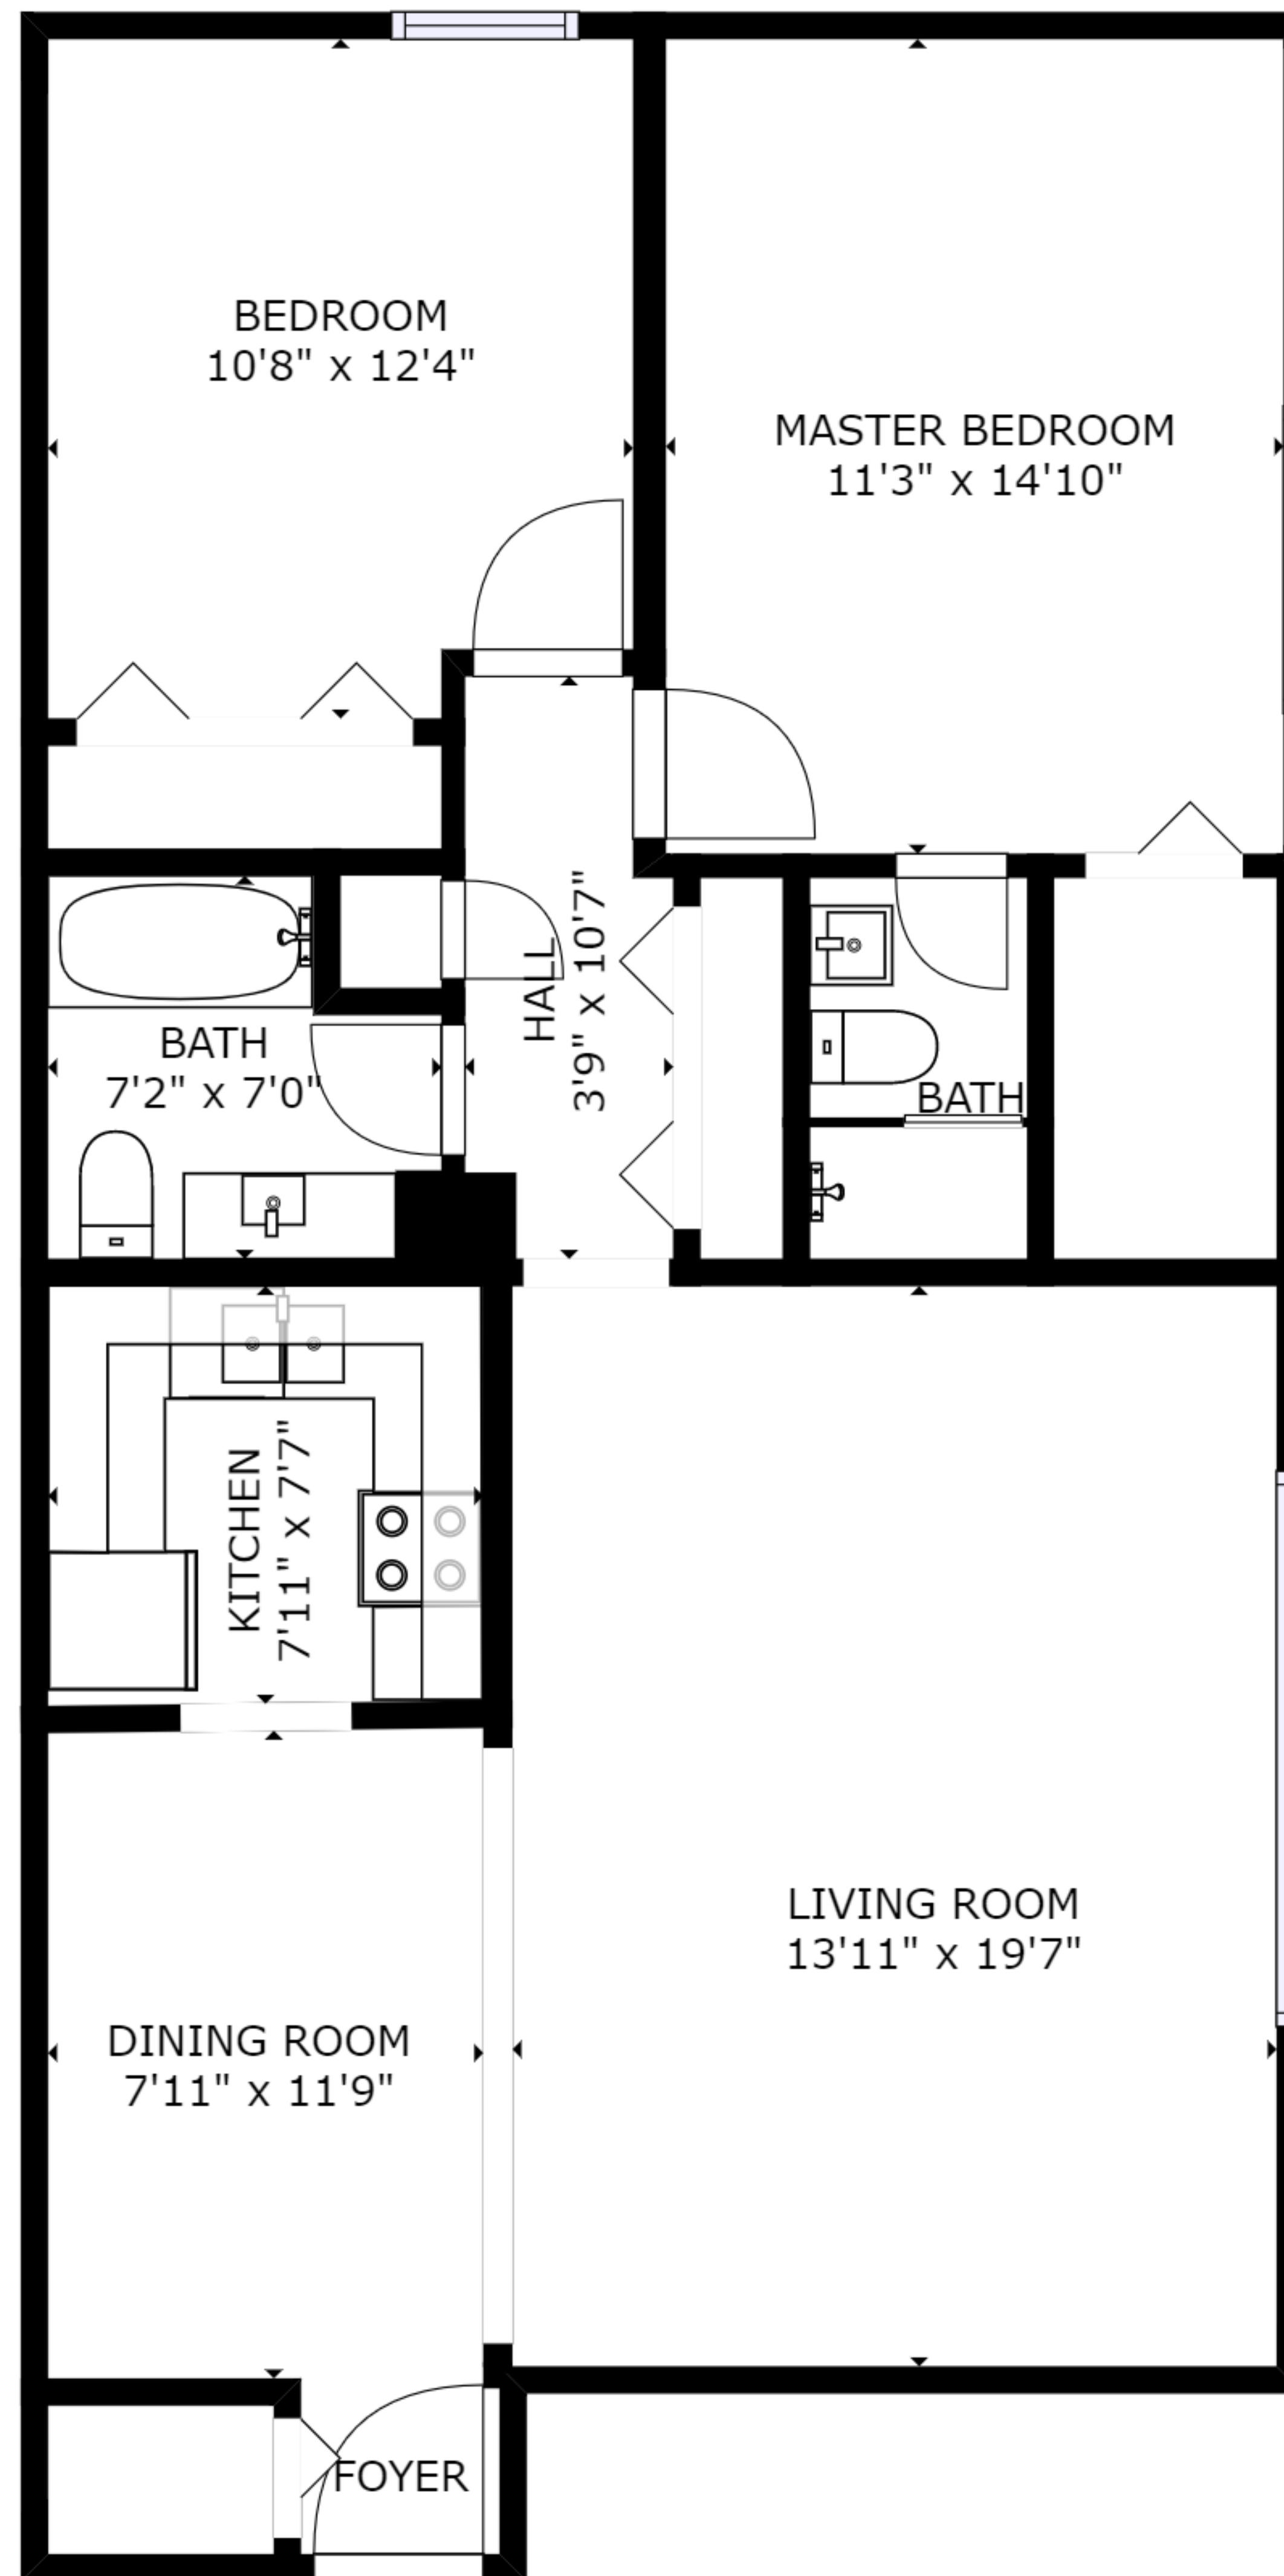 BEDROOM
10'8" x 12'4"
MASTER BEDROOM
11'3" x 14'10"
HALL
3'9" x 10'7"
BATH
7'2" x 7'0"
BATH
KITCHEN
7'11" x 7'7"
LIVING ROOM
13'11" x 19'7"
DINING ROOM
7'11" x 11'9"
FOYER